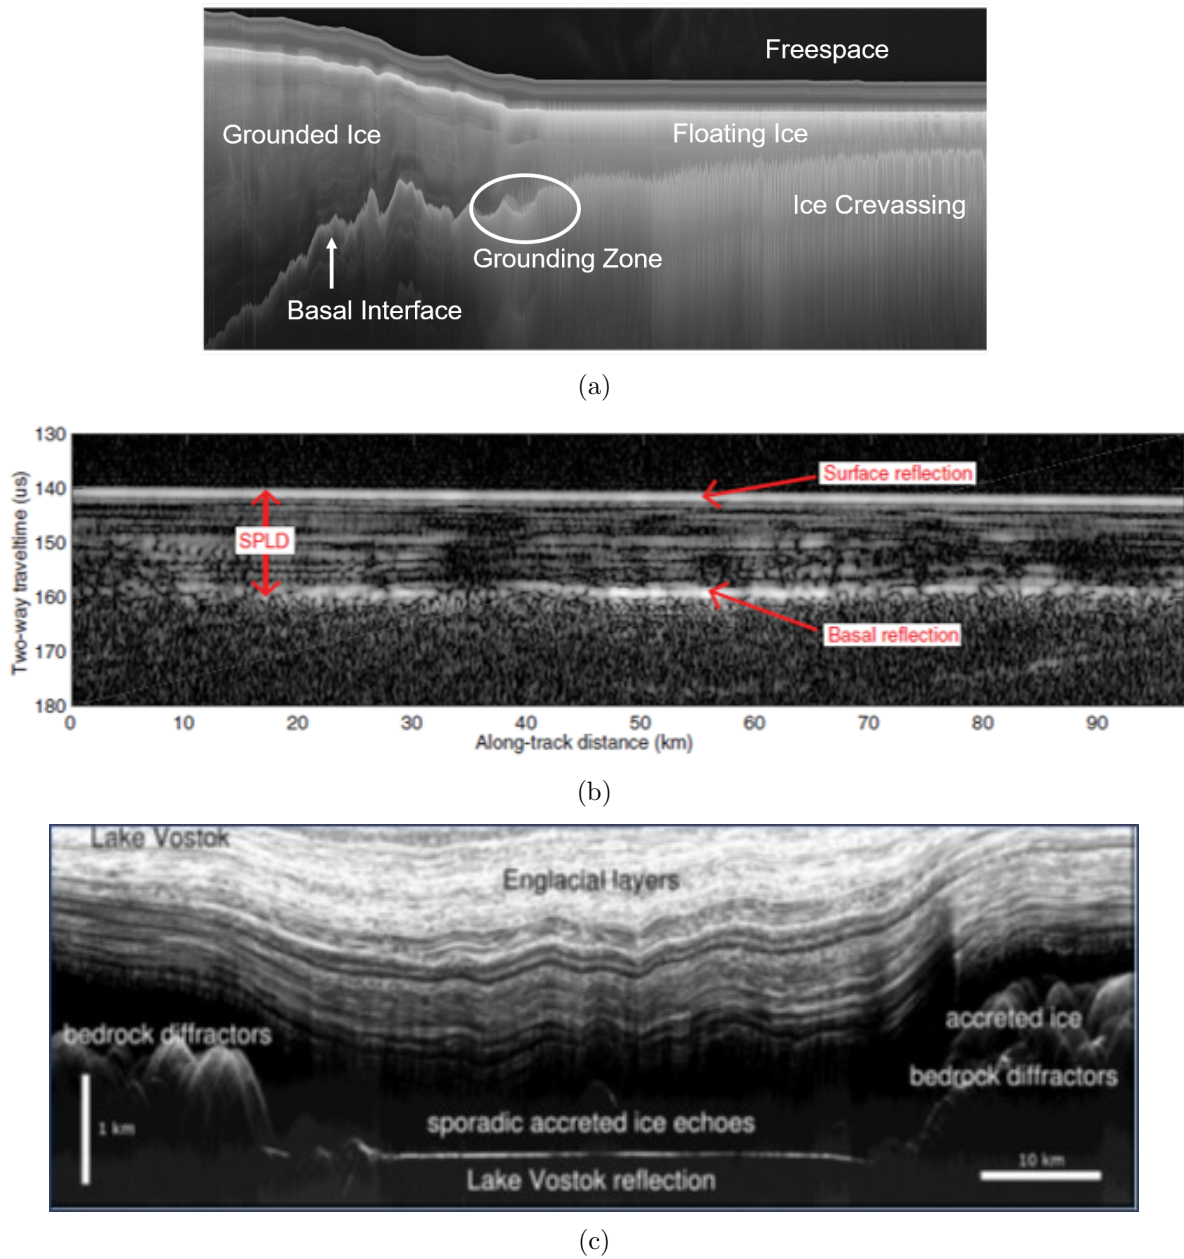 Freespace
Grounded Ice
Floating Ice
Ice Crevassing
Grounding Zone
Basal Interface
(a)
130
140
150
160
170
180
Two-way traveltime (us)
Surface reflection
SPLD
Basal reflection
0 10 20 30 40 50 60 70 80 90
Along-track distance (km)
(b)
Lake Vostok
Englacial layers
bedrock diffractors
accreted ice
bedrock diffractors
1 km
sporadic accreted ice echoes
10 km
Lake Vostok reflection
(c)